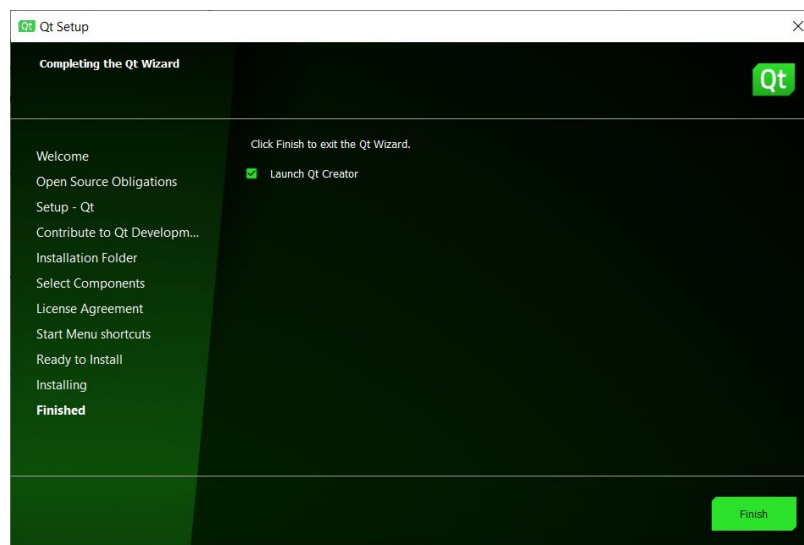 Qt Qt Setup
Completing the Qt Wizard
Qt
Welcome
Open Source Obligations
Setup - Qt
Contribute to Qt Developm...
Installation Folder
Select Components
License Agreement
Start Menu shortcuts
Ready to Install
Installing
Finished
Click Finish to exit the Qt Wizard.
Launch Qt Creator
Finish